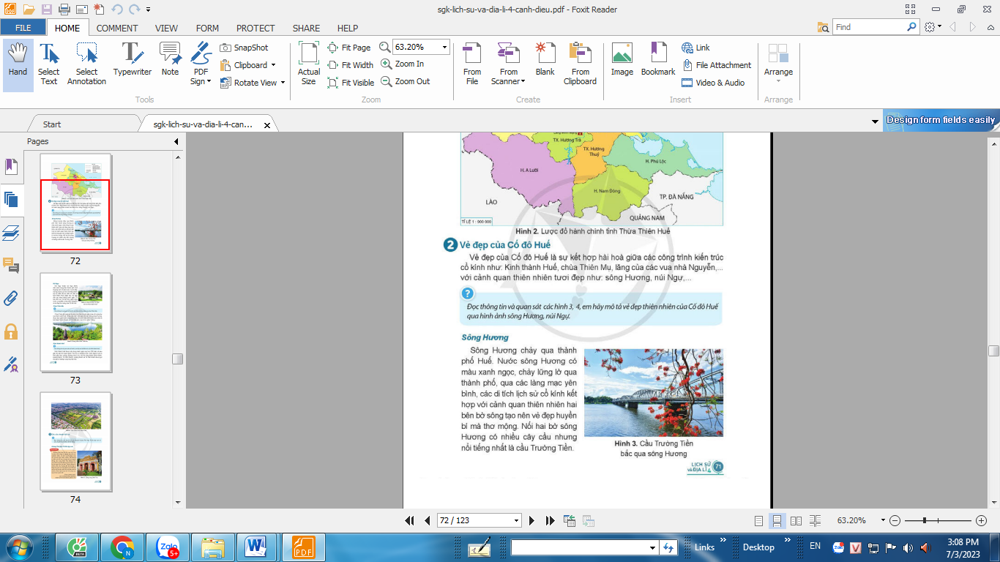 sgk-lich-su-va-dia-li-4-canh-dieu.pdf - Foxit Reader
FILE HOME COMMENT VIEW FORM PROTECT SHARE HELP
Find
Hand
Select Text
Select Annotation
Typewriter
Note
PDF Sign
SnapShot
Clipboard
Rotate View
Tools
Actual Size
Fit Page
Fit Width
Fit Visible
63.20%
Zoom In
Zoom Out
Zoom
From File
From Scanner
Blank
From Clipboard
Create
Image
Bookmark
Link
File Attachment
Video & Audio
Insert
Arrange
Arrange
Start
sgk-lich-su-va-dia-li-4-can...
Design form fields easily
Pages
72
73
74
TX. Hương Trà
TX. Hương Thuỷ
H. Phú Lộc
H. A Lưới
H. Nam Đông
LÀO
TP. ĐÀ NẴNG
QUẢNG NAM
TỈ LỆ 1 : 900 000
Hình 2. Lược đồ hành chính tỉnh Thừa Thiên Huế
2 Vẻ đẹp của Cố đô Huế
Vẻ đẹp của Cố đô Huế là sự kết hợp hài hoà giữa các công trình kiến trúc
cổ kính như: Kinh thành Huế, chùa Thiên Mụ, lăng của các vua nhà Nguyễn,...
với cảnh quan thiên nhiên tươi đẹp như: sông Hương, núi Ngự,...
?
Đọc thông tin và quan sát các hình 3, 4, em hãy mô tả vẻ đẹp thiên nhiên của Cố đô Huế
qua hình ảnh sông Hương, núi Ngự.
Sông Hương
Sông Hương chảy qua thành
phố Huế. Nước sông Hương có
màu xanh ngọc, chảy lững lờ qua
thành phố, qua các làng mạc yên
bình, các di tích lịch sử cổ kính kết
hợp với cảnh quan thiên nhiên hai
bên bờ sông tạo nên vẻ đẹp huyền
bí mà thơ mộng. Nối hai bờ sông
Hương có nhiều cây cầu nhưng
nổi tiếng nhất là cầu Trường Tiền.
Hình 3. Cầu Trường Tiền
bắc qua sông Hương
LỊCH SỬ
VÀ ĐỊA LÍ 4
71
72 / 123
63.20%
BETA
N
Zalo
5+
W
PDF
Links
Desktop
EN
V
3:08 PM
7/3/2023